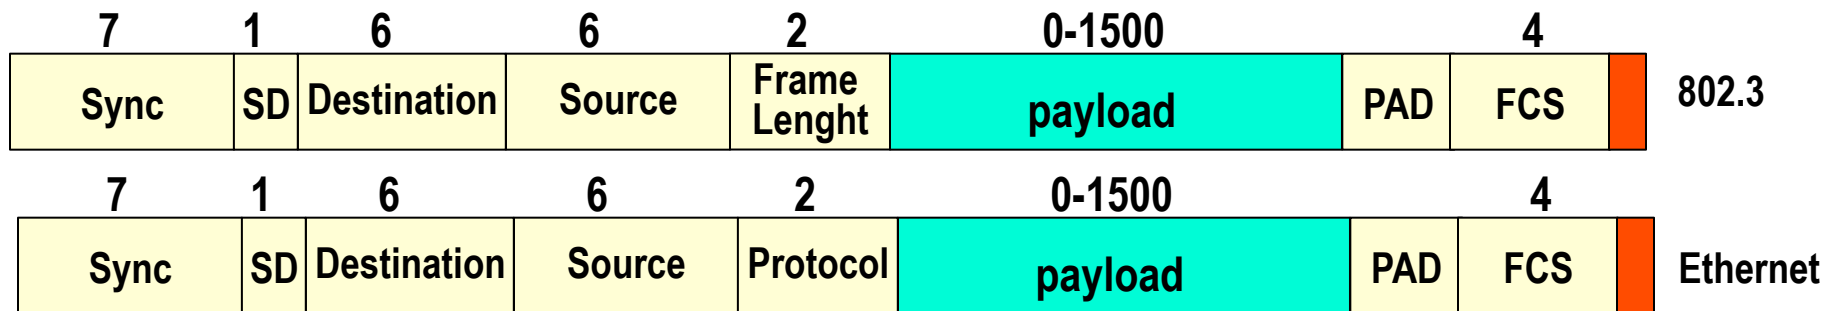 7 1 6 6 2 0-1500 4
Sync SD Destination Source Frame Lenght payload PAD FCS 802.3
7 1 6 6 2 0-1500 4
Sync SD Destination Source Protocol payload PAD FCS Ethernet